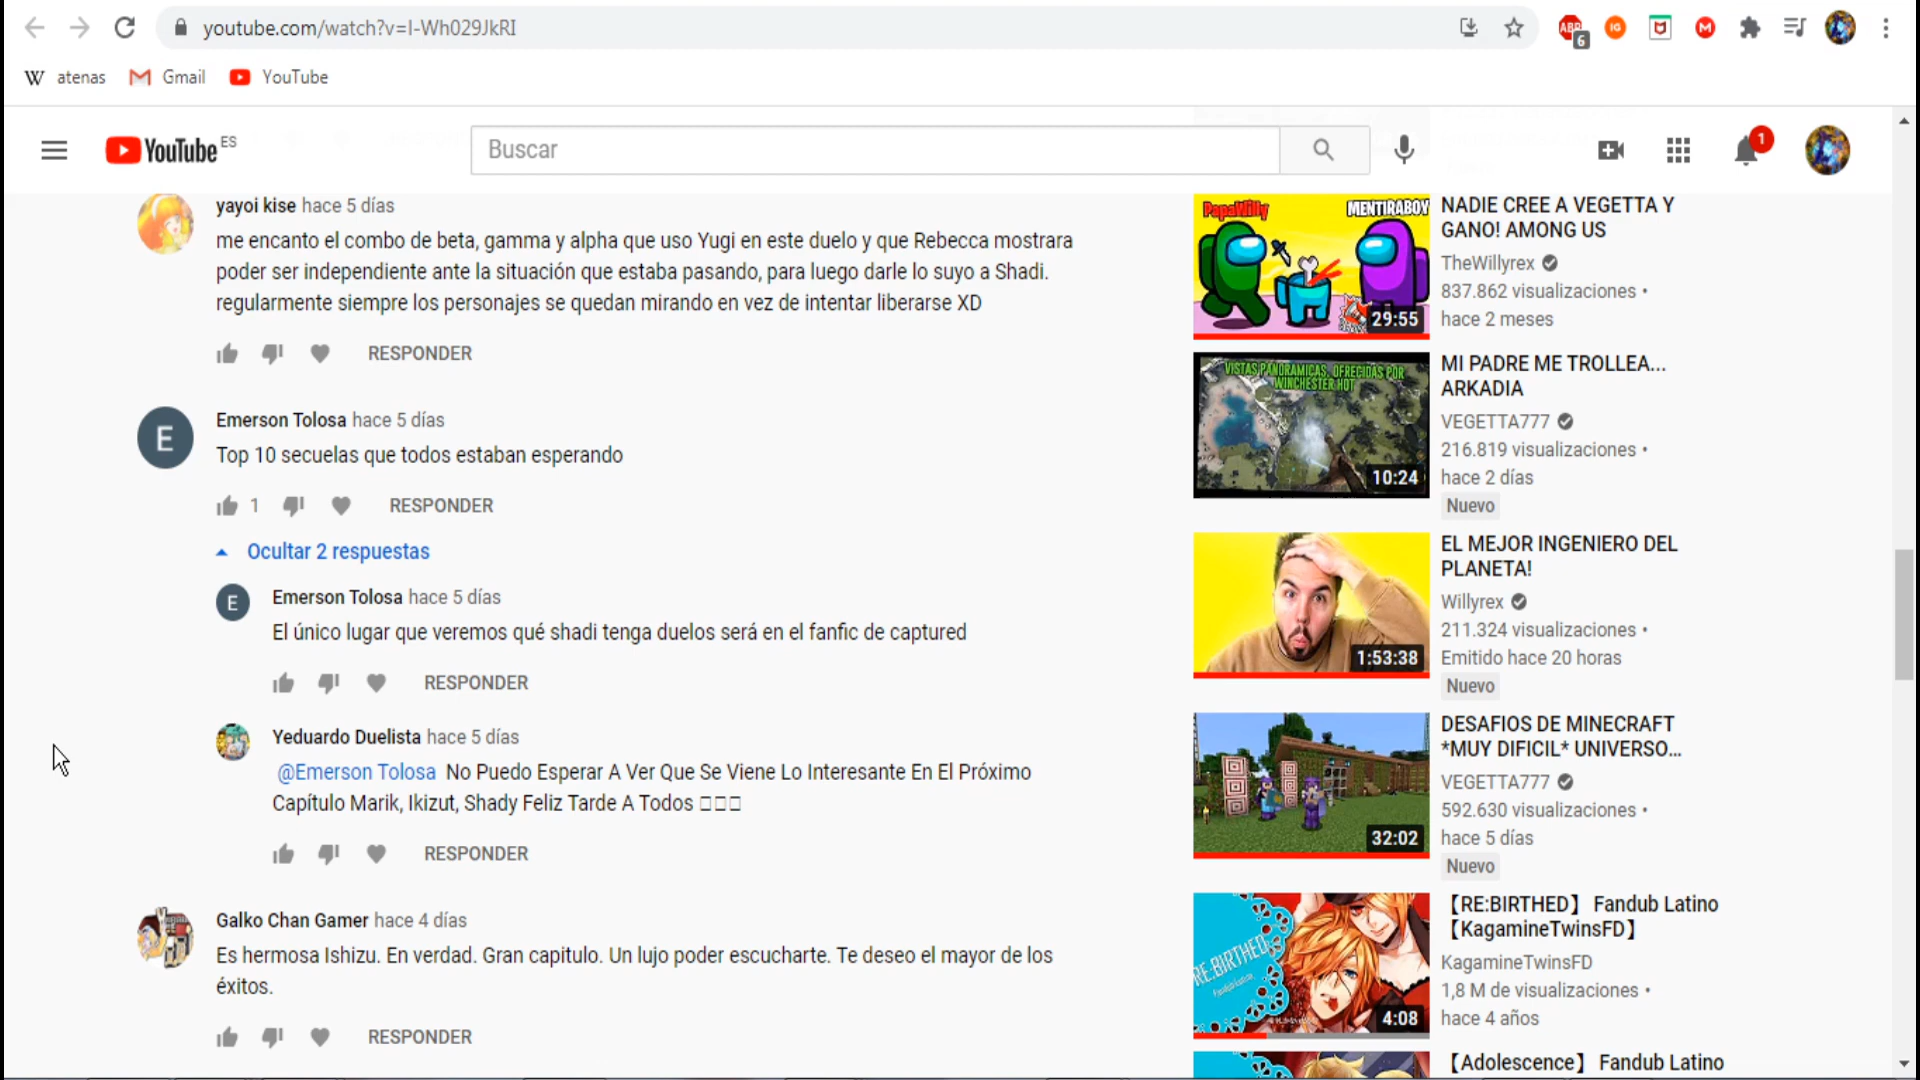 youtube.com/watch?v=I-Wh029JkRI
ABP
6
IG
M
W atenas
Gmail
YouTube
YouTube ES
Buscar
1
yayoi kise hace 5 días
me encanto el combo de beta, gamma y alpha que uso Yugi en este duelo y que Rebecca mostrara
poder ser independiente ante la situación que estaba pasando, para luego darle lo suyo a Shadi.
regularmente siempre los personajes se quedan mirando en vez de intentar liberarse XD
RESPONDER
E
Emerson Tolosa hace 5 días
Top 10 secuelas que todos estaban esperando
1
RESPONDER
Ocultar 2 respuestas
E
Emerson Tolosa hace 5 días
El único lugar que veremos qué shadi tenga duelos será en el fanfic de captured
RESPONDER
Yeduardo Duelista hace 5 días
@Emerson Tolosa No Puedo Esperar A Ver Que Se Viene Lo Interesante En El Próximo
Capítulo Marik, Ikizut, Shady Feliz Tarde A Todos □□□
RESPONDER
Galko Chan Gamer hace 4 días
Es hermosa Ishizu. En verdad. Gran capitulo. Un lujo poder escucharte. Te deseo el mayor de los
éxitos.
RESPONDER
PapaWilly
MENTIRABOY
29:55
NADIE CREE A VEGETTA Y
GANO! AMONG US
TheWillyrex
837.862 visualizaciones •
hace 2 meses
VISTAS PANORAMICAS, OFRECIDAS POR
WINCHESTER HDT
10:24
MI PADRE ME TROLLEA...
ARKADIA
VEGETTA777
216.819 visualizaciones •
hace 2 días
Nuevo
1:53:38
EL MEJOR INGENIERO DEL
PLANETA!
Willyrex
211.324 visualizaciones •
Emitido hace 20 horas
Nuevo
32:02
DESAFIOS DE MINECRAFT
*MUY DIFICIL* UNIVERSO...
VEGETTA777
592.630 visualizaciones •
hace 5 días
Nuevo
RE:BIRTHED
4:08
【RE:BIRTHED】 Fandub Latino
【KagamineTwinsFD】
KagamineTwinsFD
1,8 M de visualizaciones •
hace 4 años
【Adolescence】 Fandub Latino